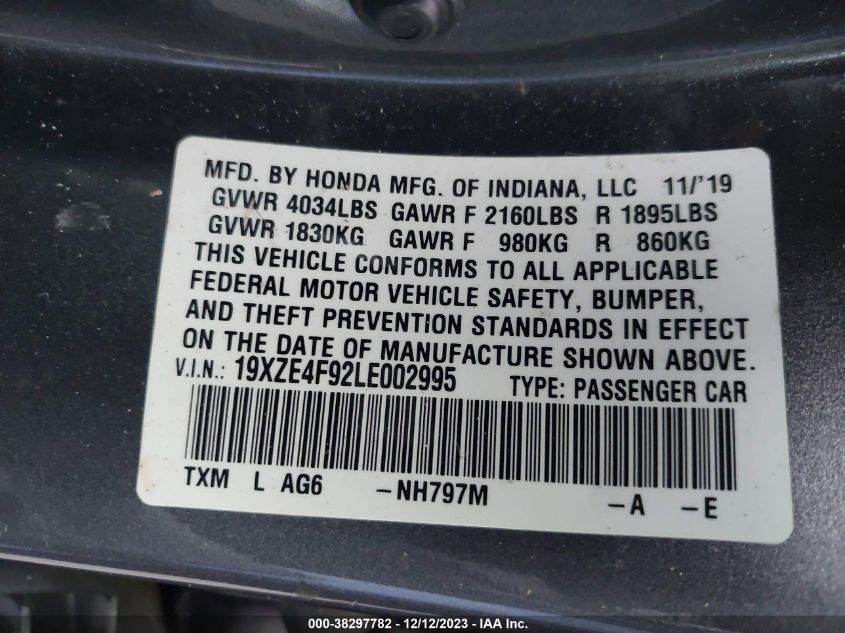 MFD. BY HONDA MFG. OF INDIANA, LLC 11/'19
GVWR 4034LBS GAWR F 2160LBS R 1895LBS
GVWR 1830KG GAWR F 980KG R 860KG
THIS VEHICLE CONFORMS TO ALL APPLICABLE
FEDERAL MOTOR VEHICLE SAFETY, BUMPER,
AND THEFT PREVENTION STANDARDS IN EFFECT
ON THE DATE OF MANUFACTURE SHOWN ABOVE.
V.I.N.: 19XZE4F92LE002995 TYPE: PASSENGER CAR
TXM L AG6 -NH797M -A -E
000-38297782 - 12/12/2023 - IAA Inc.